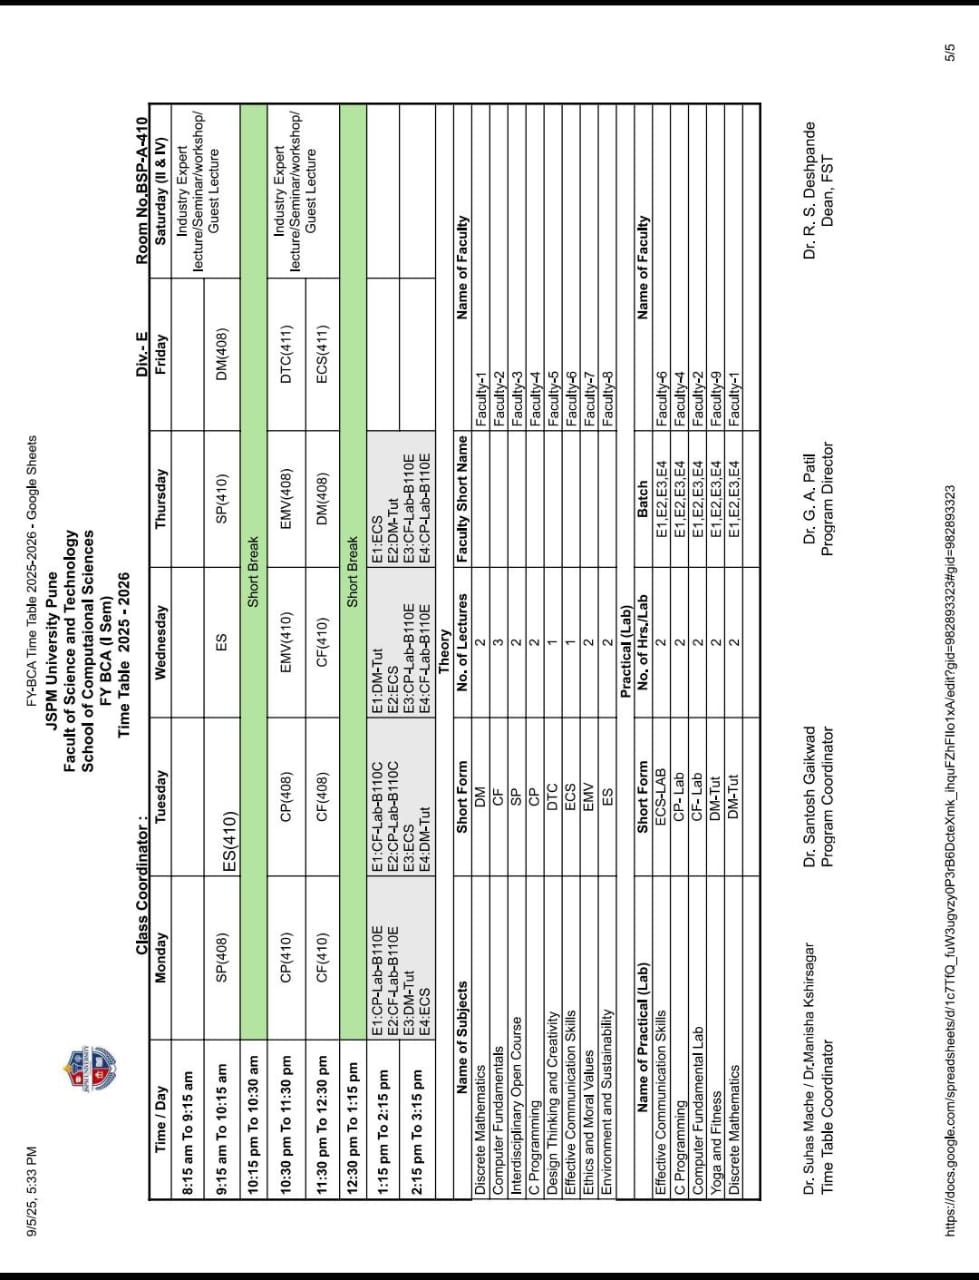 9/5/25, 5:33 PM
FY-BCA Time Table 2025-2026 - Google Sheets
JSPM University Pune
Facult of Science and Technology
School of Computaional Sciences
FY BCA (I Sem)
Time Table 2025 - 2026
Class Coordinator :
Div.- E
Room No.BSP-A-410
Time / Day
Monday
Tuesday
Wednesday
Thursday
Friday
Saturday (II & IV)
8:15 am To 9:15 am
Industry Expert
lecture/Seminar/workshop/
Guest Lecture
9:15 am To 10:15 am
SP(408)
ES(410)
ES
SP(410)
DM(408)
10:15 pm To 10:30 am
Short Break
10:30 pm To 11:30 pm
CP(410)
CP(408)
EMV(410)
EMV(408)
DTC(411)
Industry Expert
lecture/Seminar/workshop/
Guest Lecture
11:30 pm To 12:30 pm
CF(410)
CF(408)
CF(410)
DM(408)
ECS(411)
12:30 pm To 1:15 pm
Short Break
1:15 pm To 2:15 pm
2:15 pm To 3:15 pm
E1:CP-Lab-B110E
E2:CF-Lab-B110E
E3:DM-Tut
E4:ECS
E1:CF-Lab-B110C
E2:CP-Lab-B110C
E3:ECS
E4:DM-Tut
E1:DM-Tut
E2:ECS
E3:CP-Lab-B110E
E4:CF-Lab-B110E
E1:ECS
E2:DM-Tut
E3:CF-Lab-B110E
E4:CP-Lab-B110E
Theory
Name of Subjects
Short Form
No. of Lectures
Faculty Short Name
Name of Faculty
Discrete Mathematics DM 2 Faculty-1
Computer Fundamentals CF 3 Faculty-2
Interdisciplinary Open Course SP 2 Faculty-3
C Programming CP 2 Faculty-4
Design Thinking and Creativity DTC 1 Faculty-5
Effective Communication Skills ECS 1 Faculty-6
Ethics and Moral Values EMV 2 Faculty-7
Environment and Sustainability ES 2 Faculty-8
Practical (Lab)
Name of Practical (Lab)
Short Form
No. of Hrs./Lab
Batch
Name of Faculty
Effective Communication Skills ECS-LAB 2 E1,E2,E3,E4 Faculty-6
C Programming CP- Lab 2 E1,E2,E3,E4 Faculty-4
Computer Fundamental Lab CF- Lab 2 E1,E2,E3,E4 Faculty-2
Yoga and Fitness DM-Tut 2 E1,E2,E3,E4 Faculty-9
Discrete Mathematics DM-Tut 2 E1,E2,E3,E4 Faculty-1
Dr. Suhas Mache / Dr.Manisha Kshirsagar
Time Table Coordinator
Dr. Santosh Gaikwad
Program Coordinator
Dr. G. A. Patil
Program Director
Dr. R. S. Deshpande
Dean, FST
5/5